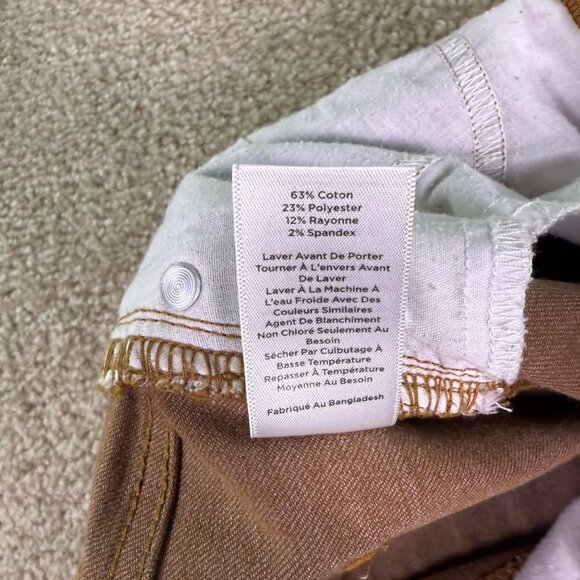 63% Coton
23% Polyester
12% Rayonne
2% Spandex
Laver Avant De Porter
Tourner À L'envers Avant
De Laver
Laver À La Machine À
L'eau Froide Avec Des
Couleurs Similaires
Agent De Blanchiment
Non Chloré Seulement Au
Besoin
Sécher Par Culbutage À
Basse Température
Repasser À Température
Moyenne Au Besoin
Fabriqué Au Bangladesh